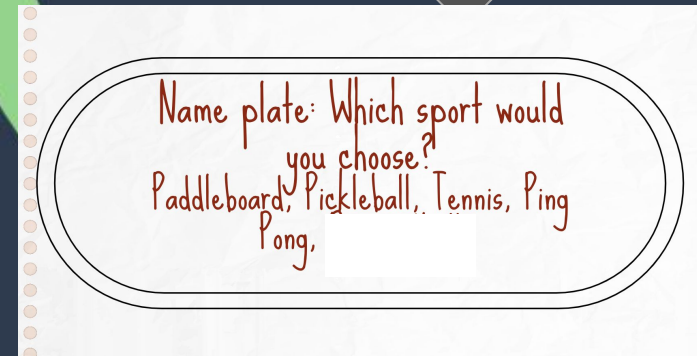 Name plate: Which sport would
you choose?
Paddleboard, Pickleball, Tennis, Ping
Pong,